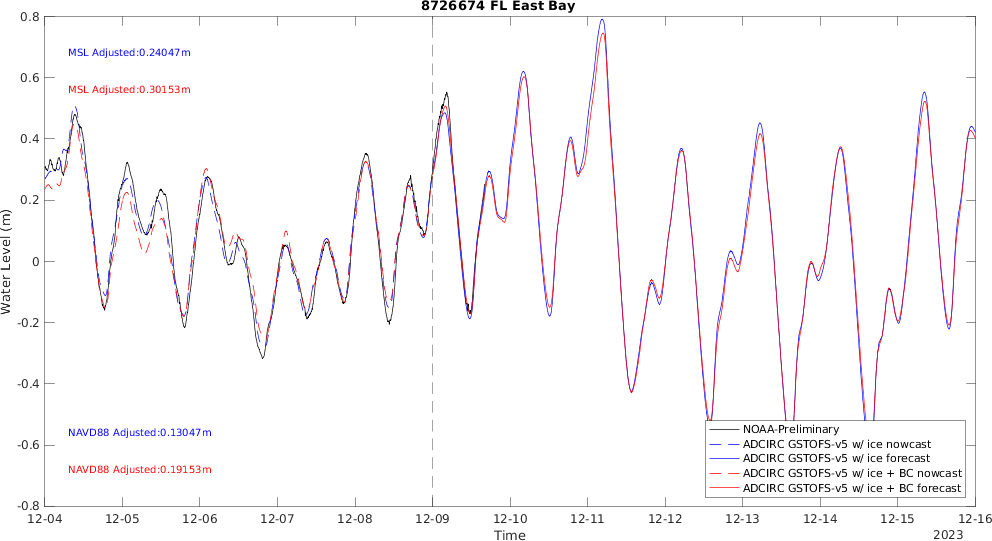 8726674 FL East Bay
0.8
0.6
0.4
0.2
0
-0.2
-0.4
-0.6
-0.8
Water Level (m)
MSL Adjusted:0.24047m
MSL Adjusted:0.30153m
NAVD88 Adjusted:0.13047m
NAVD88 Adjusted:0.19153m
NOAA-Preliminary
ADCIRC GSTOFS-v5 w/ ice nowcast
ADCIRC GSTOFS-v5 w/ ice forecast
ADCIRC GSTOFS-v5 w/ ice + BC nowcast
ADCIRC GSTOFS-v5 w/ ice + BC forecast
12-04 12-05 12-06 12-07 12-08 12-09 12-10 12-11 12-12 12-13 12-14 12-15 12-16
Time
2023